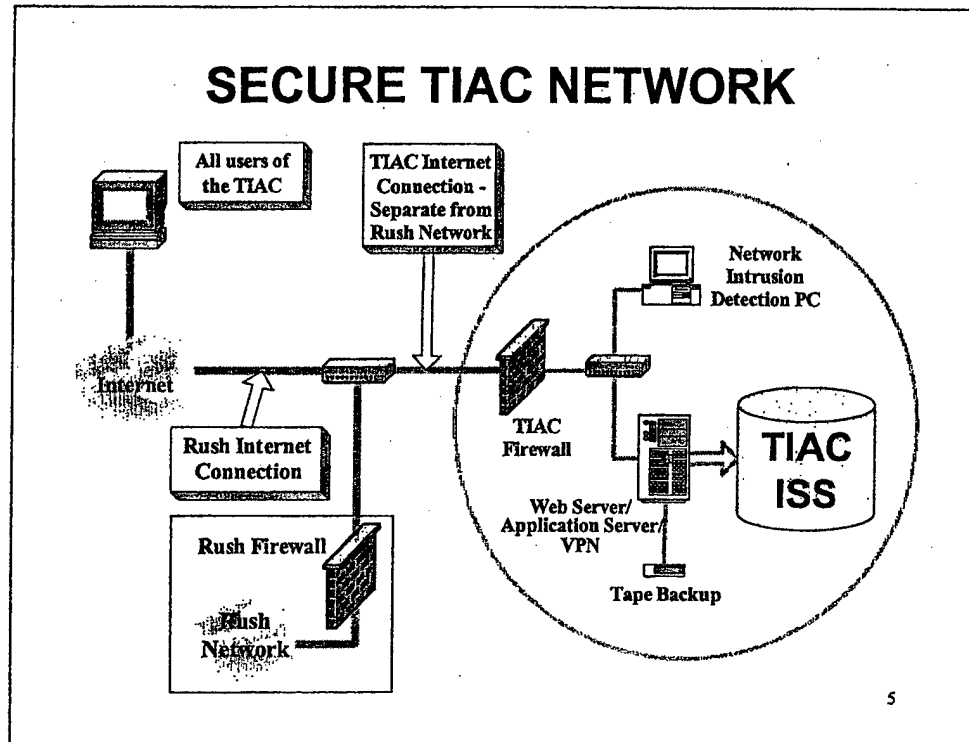 SECURE TIAC NETWORK
All users of
the TIAC
TIAC Internet
Connection -
Separate from
Rush Network
Network
Intrusion
Detection PC
Internet
TIAC
Firewall
TIAC
ISS
Rush Internet
Connection
Web Server/
Application Server/
VPN
Rush Firewall
Tape Backup
Rush
Network
5